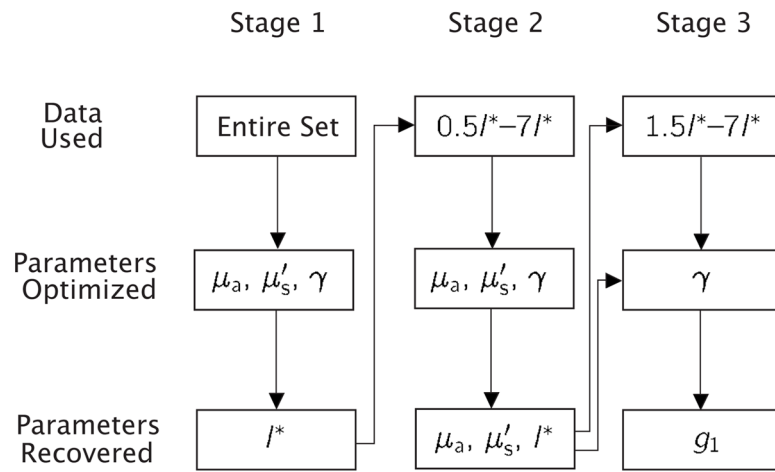 Stage 1 Stage 2 Stage 3
Data
Used
Entire Set
0.5l*–7l*
1.5l*–7l*
Parameters
Optimized
μa, μ′s, γ
μa, μ′s, γ
γ
Parameters
Recovered
l*
μa, μ′s, l*
g1